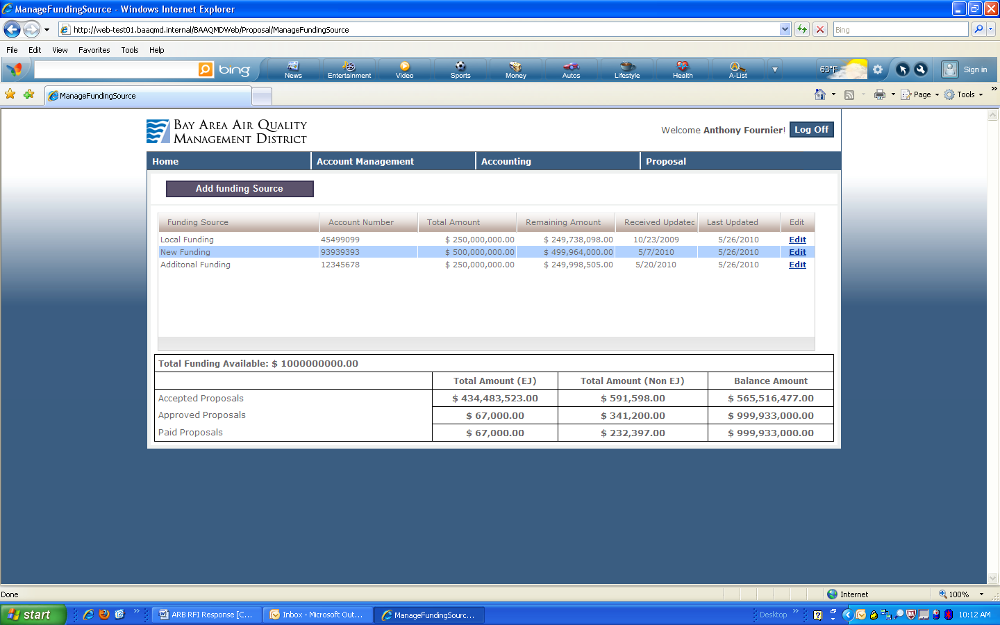 ManageFundingSource - Windows Internet Explorer
http://web-test01.baaqmd.internal/BAAQMDWeb/Proposal/ManageFundingSource
Bing
File Edit View Favorites Tools Help
bing News Entertainment Video Sports Money Autos Lifestyle Health A-List 63°F Sign in
ManageFundingSource Page Tools
BAY AREA AIR QUALITY
MANAGEMENT DISTRICT
Welcome Anthony Fournier! Log Off
Home Account Management Accounting Proposal
Add funding Source
Funding Source Account Number Total Amount Remaining Amount Received Updated Last Updated Edit
Local Funding 45499099 $ 250,000,000.00 $ 249,738,098.00 10/23/2009 5/26/2010 Edit
New Funding 93939393 $ 500,000,000.00 $ 499,964,000.00 5/7/2010 5/26/2010 Edit
Additonal Funding 12345678 $ 250,000,000.00 $ 249,998,505.00 5/20/2010 5/26/2010 Edit
Total Funding Available: $ 1000000000.00
Total Amount (EJ) Total Amount (Non EJ) Balance Amount
Accepted Proposals $ 434,483,523.00 $ 591,598.00 $ 565,516,477.00
Approved Proposals $ 67,000.00 $ 341,200.00 $ 999,933,000.00
Paid Proposals $ 67,000.00 $ 232,397.00 $ 999,933,000.00
Done Internet 100%
start ARB RFI Response [C... Inbox - Microsoft Out... ManageFundingSourc... Desktop 10:12 AM